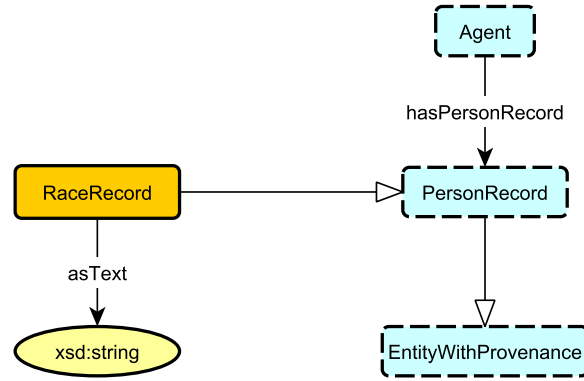 Agent
hasPersonRecord
RaceRecord
PersonRecord
asText
xsd:string
EntityWithProvenance